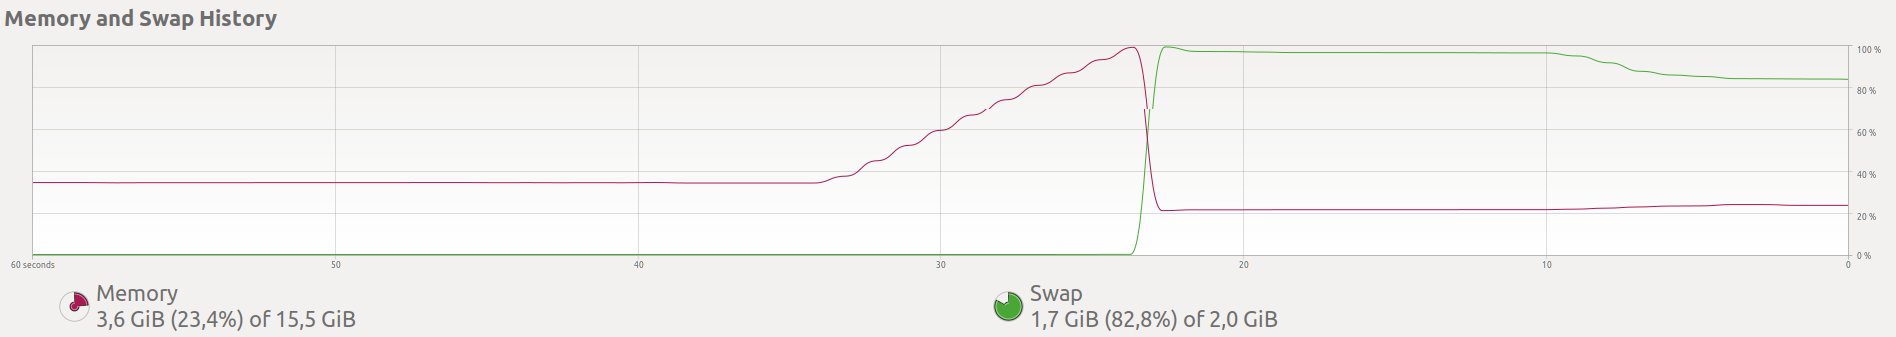 Memory and Swap History
100 %
80 %
60 %
40 %
20 %
0 %
60 seconds 50 40 30 20 10 0
Memory
3,6 GiB (23,4%) of 15,5 GiB
Swap
1,7 GiB (82,8%) of 2,0 GiB